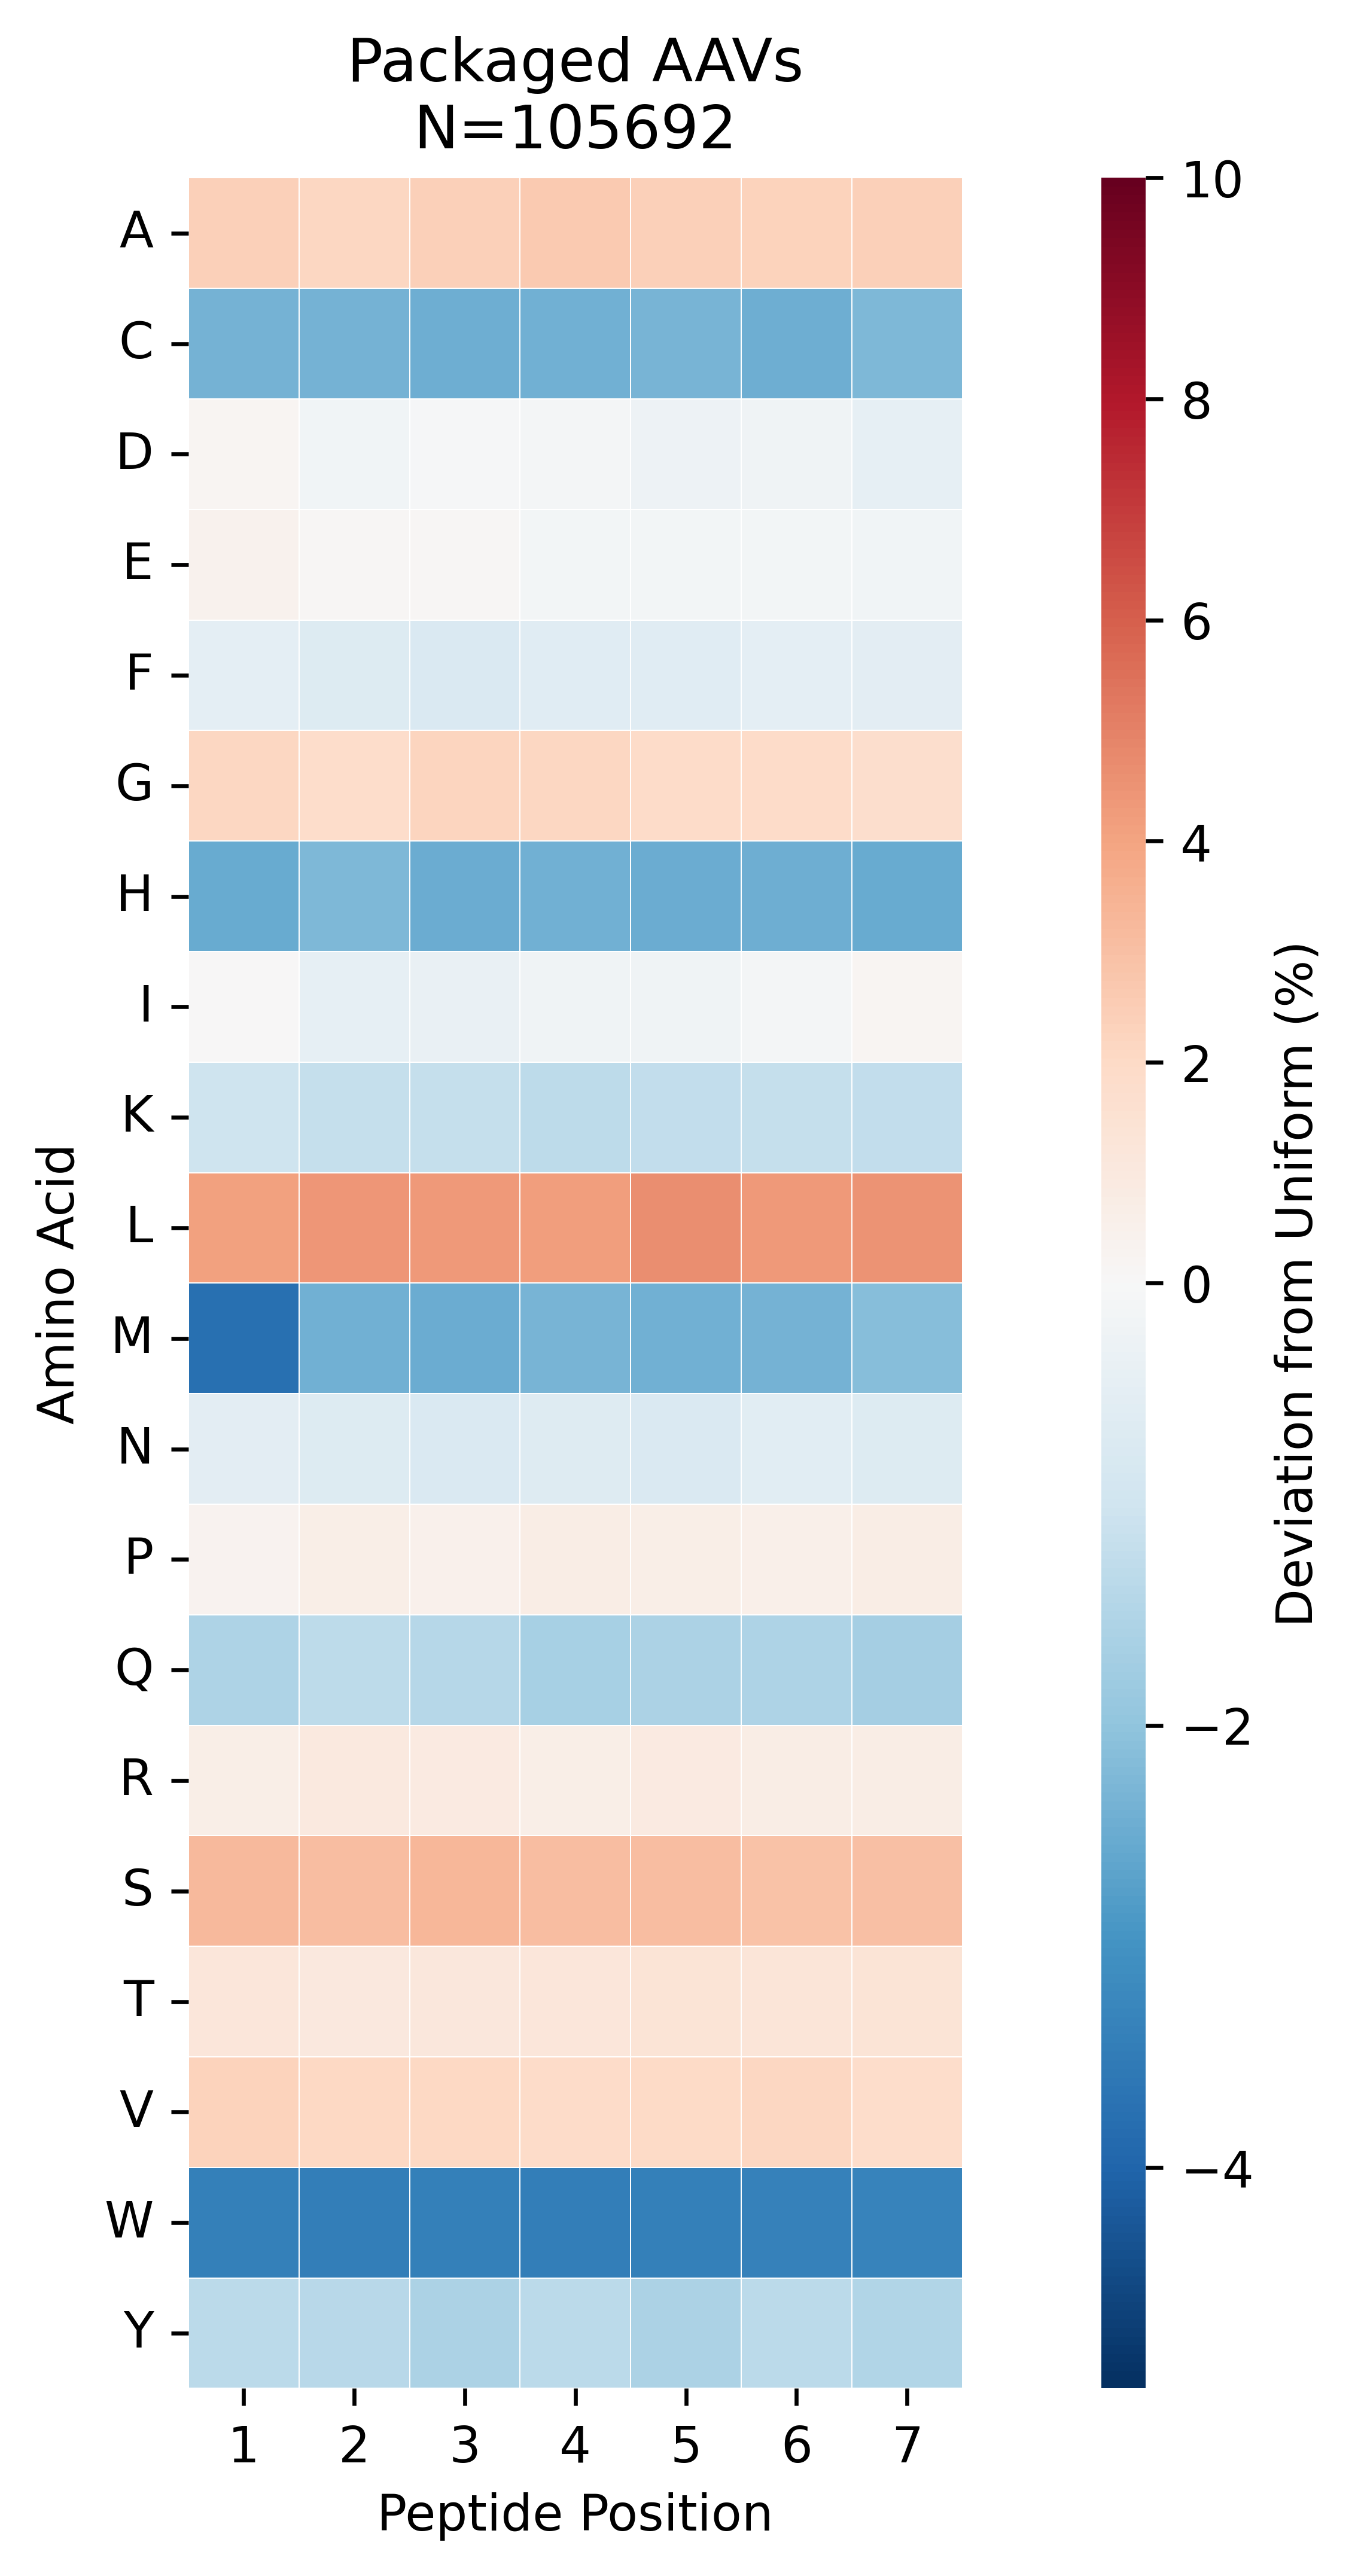 Packaged AAVs
N=105692
A
C
D
E
F
G
H
I
K
L
M
N
P
Q
R
S
T
V
W
Y
Amino Acid
1 2 3 4 5 6 7
Peptide Position
10
8
6
4
2
0
−2
−4
Deviation from Uniform (%)